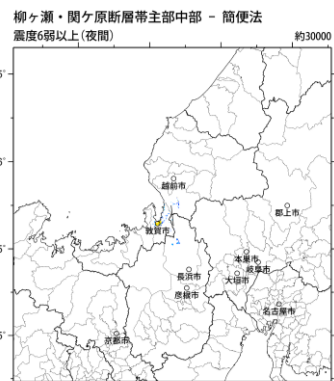 柳ヶ瀬・関ケ原断層帯主部中部 − 簡便法
震度6弱以上(夜間)
約30000
越前市
敦賀市
郡上市
本巣市
岐阜市
長浜市
大垣市
彦根市
名古屋市
京都市